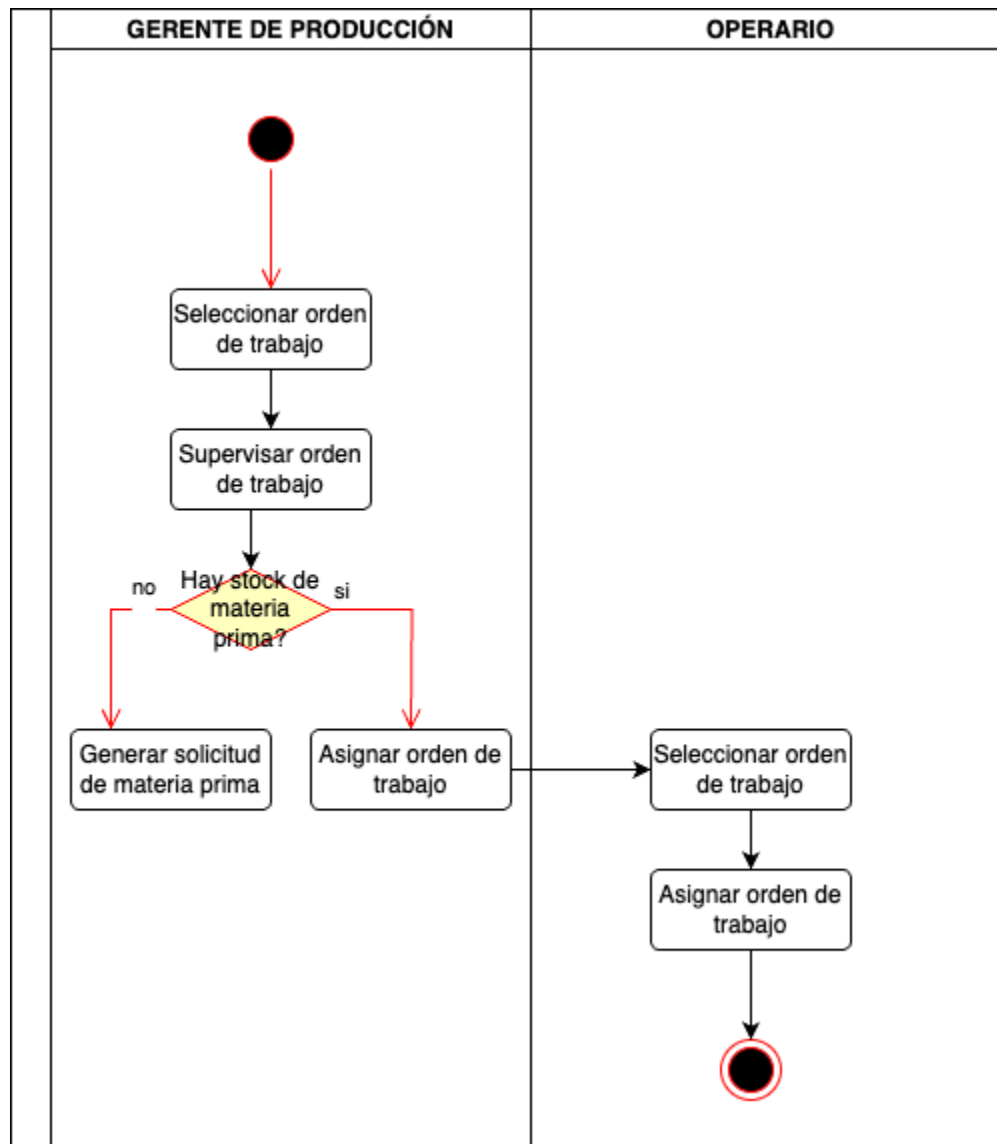 GERENTE DE PRODUCCIÓN
OPERARIO
Seleccionar orden
de trabajo
Supervisar orden
de trabajo
no
Hay stock de
materia
prima?
si
Generar solicitud
de materia prima
Asignar orden de
trabajo
Seleccionar orden
de trabajo
Asignar orden de
trabajo